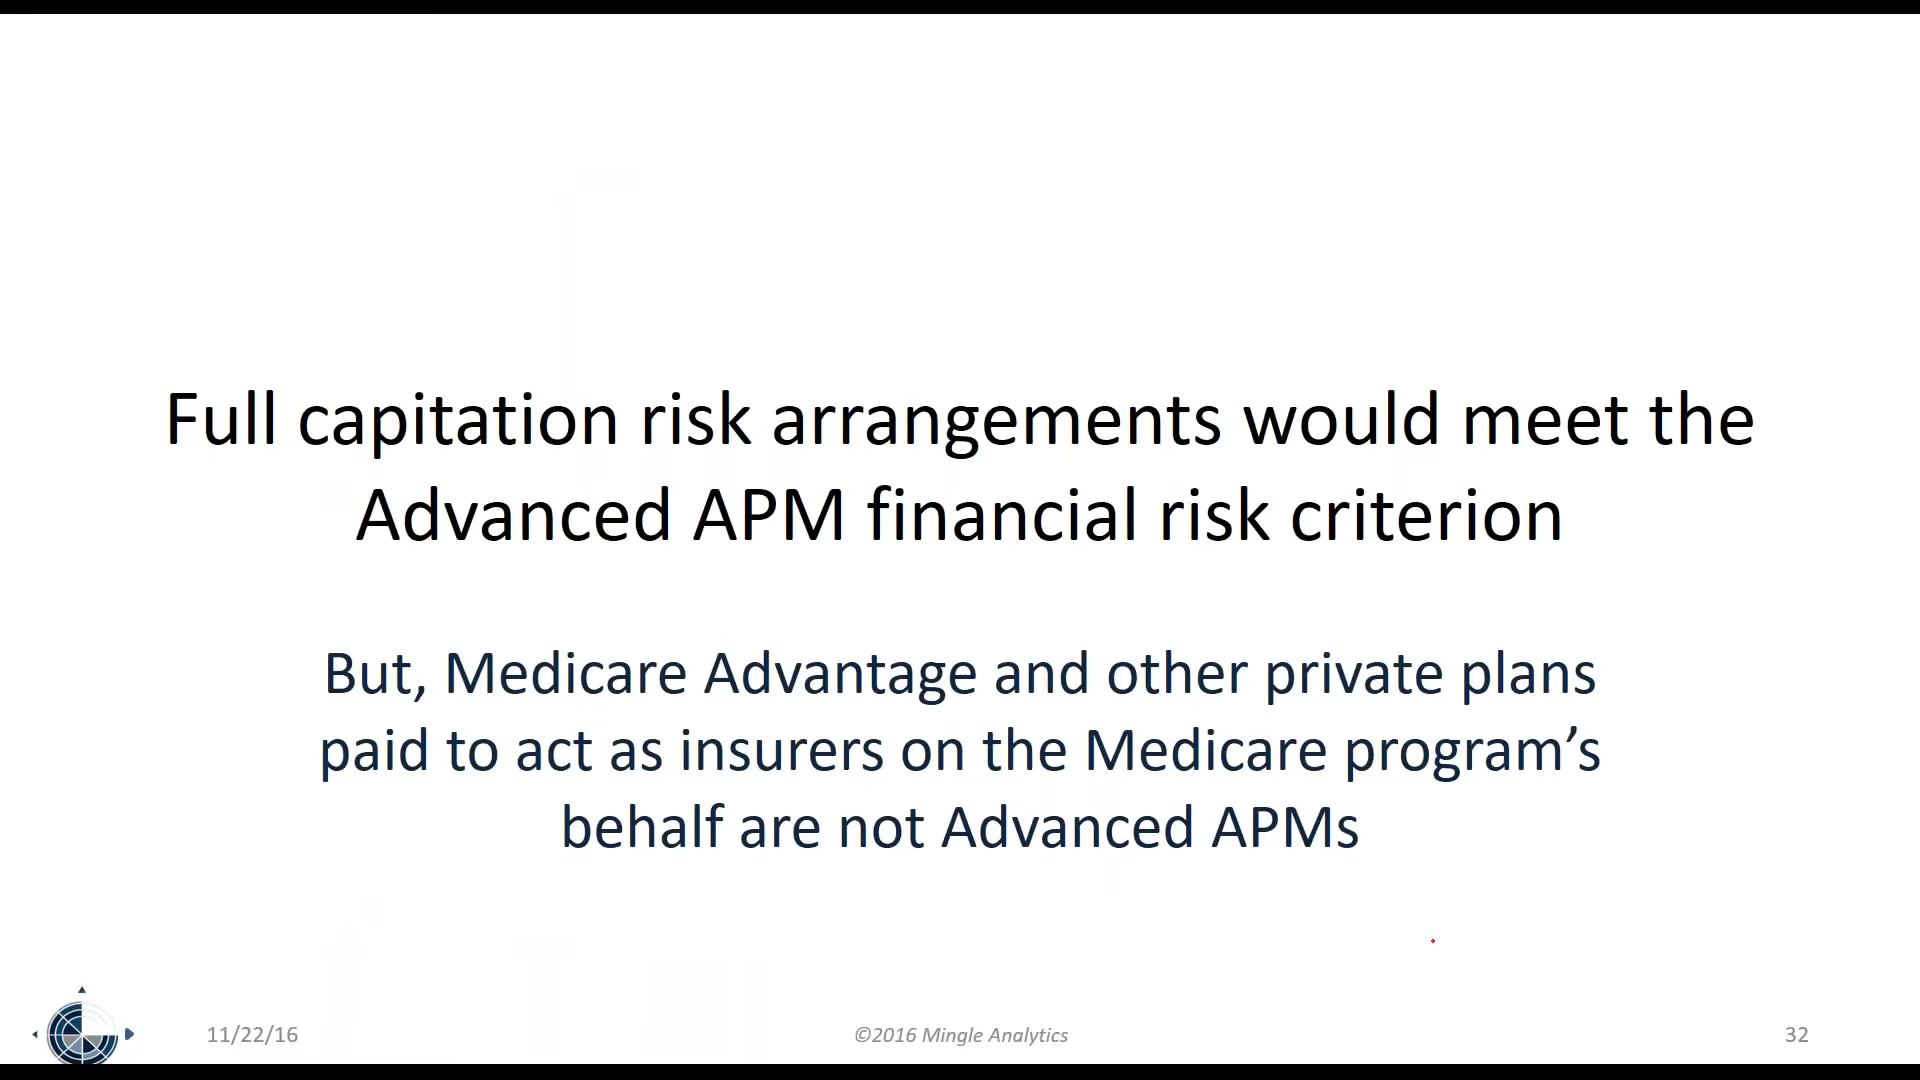 Full capitation risk arrangements would meet the
Advanced APM financial risk criterion
But, Medicare Advantage and other private plans
paid to act as insurers on the Medicare program’s
behalf are not Advanced APMs
11/22/16
©2016 Mingle Analytics
32